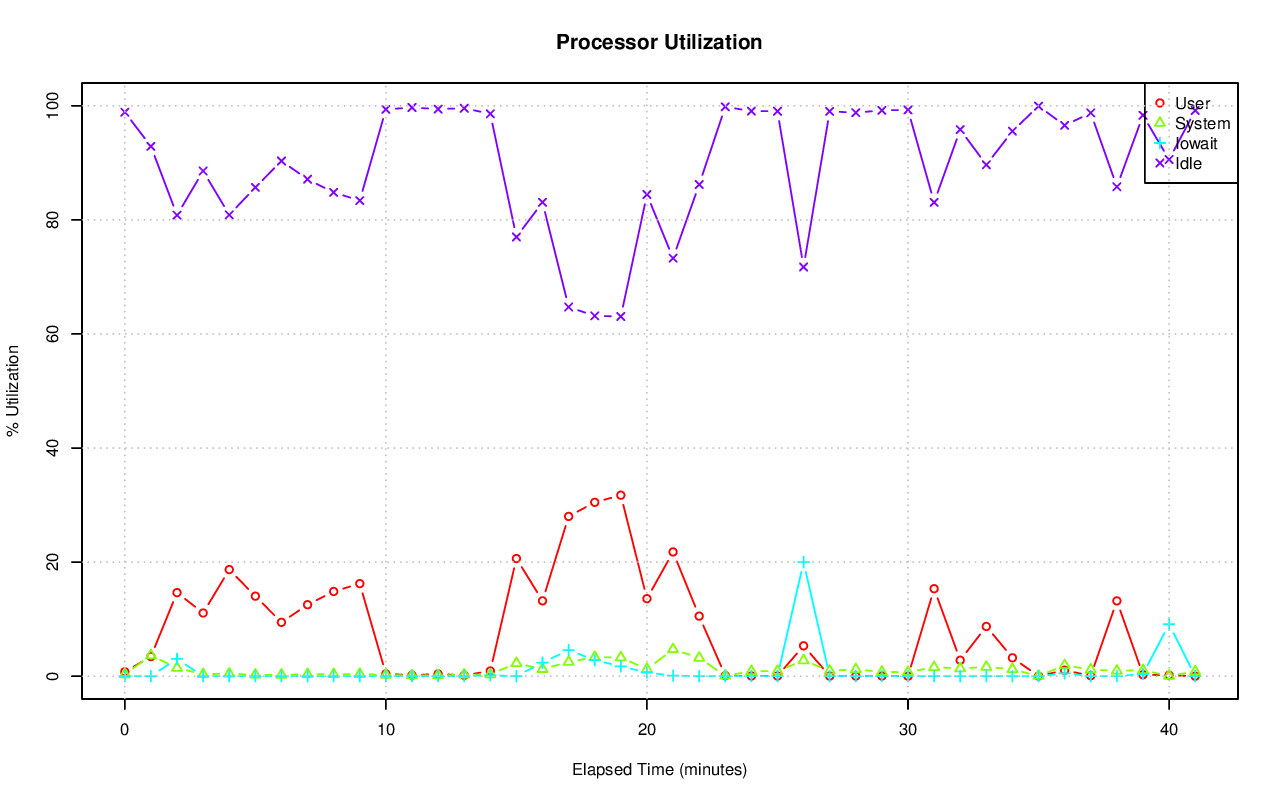 Processor Utilization
% Utilization
100
80
60
40
20
0
User
System
Iowait
Idle
0 10 20 30 40
Elapsed Time (minutes)